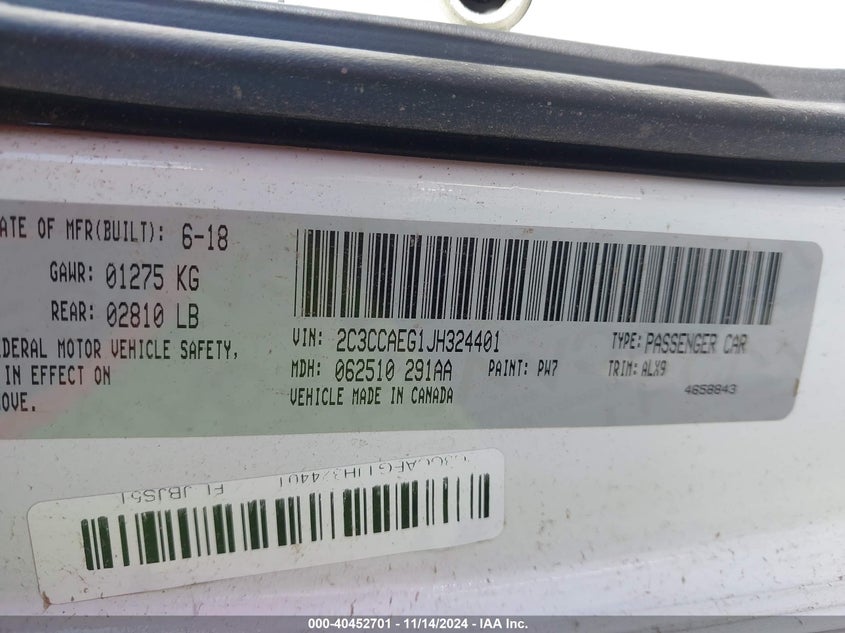 ATE OF MFR(BUILT): 6-18
GAWR: 01275 KG
REAR: 02810 LB
DERAL MOTOR VEHICLE SAFETY,
IN EFFECT ON
OVE.
VIN: 2C3CCAEG1JH324401
TYPE: PASSENGER CAR
MDH: 062510 291AA
PAINT: PW7
TRIM: ALX9
VEHICLE MADE IN CANADA
4658843
FL JBJS51
000-40452701 - 11/14/2024 - IAA Inc.